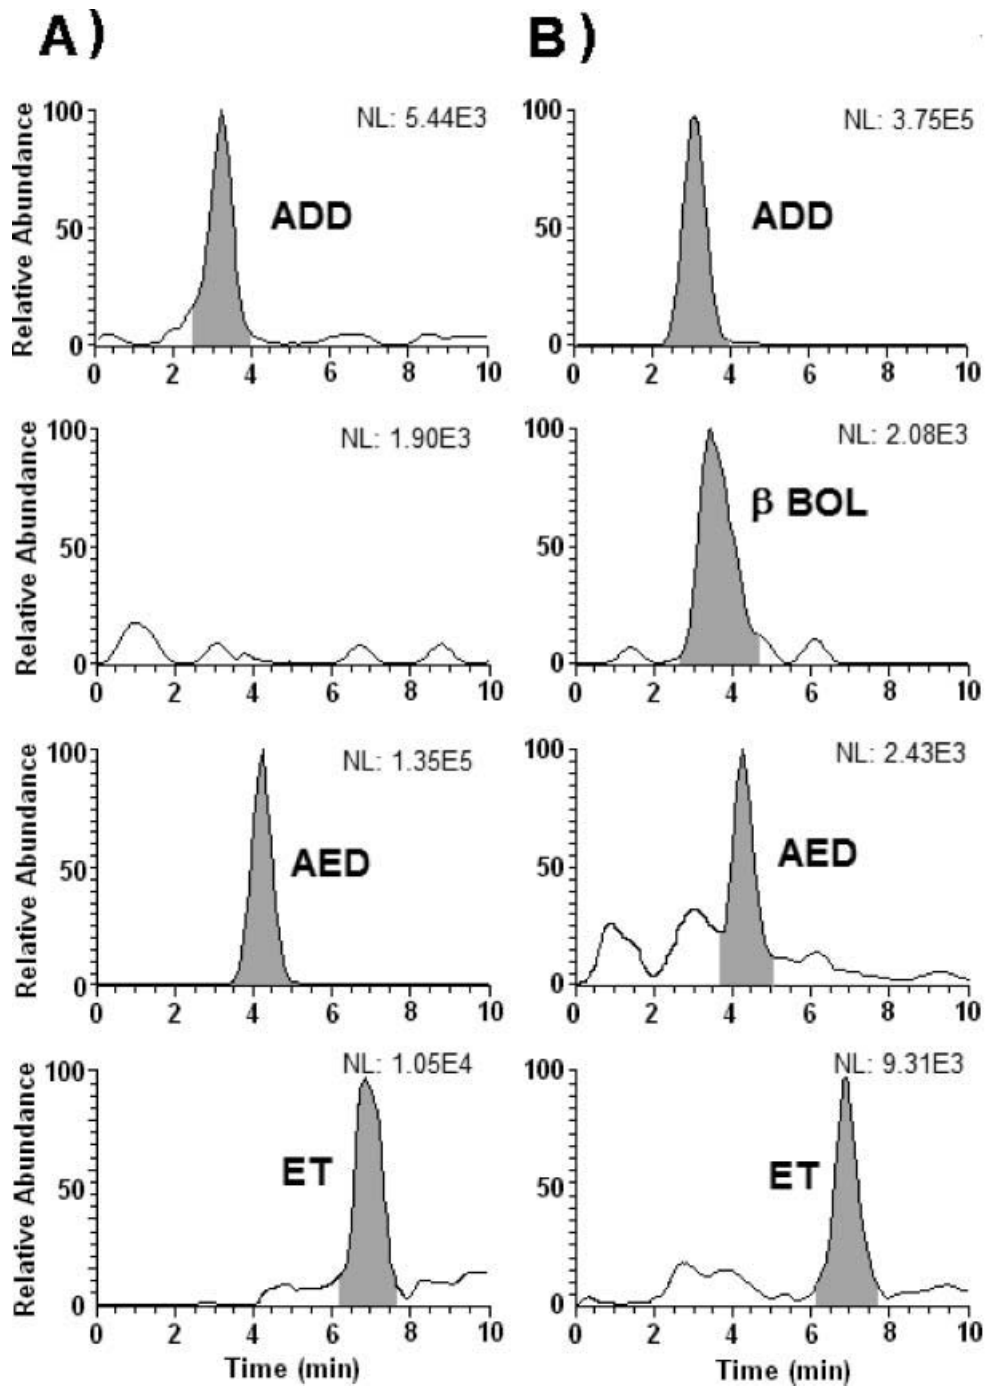 A) B)
Relative Abundance
100
50
0
NL: 5.44E3
ADD
0 2 4 6 8 10
100
50
0
NL: 3.75E5
ADD
0 2 4 6 8 10
Relative Abundance
100
50
0
NL: 1.90E3
0 2 4 6 8 10
100
50
0
NL: 2.08E3
β BOL
0 2 4 6 8 10
Relative Abundance
100
50
0
NL: 1.35E5
AED
0 2 4 6 8 10
100
50
0
NL: 2.43E3
AED
0 2 4 6 8 10
Relative Abundance
100
50
0
NL: 1.05E4
ET
0 2 4 6 8 10
Time (min)
100
50
0
NL: 9.31E3
ET
0 2 4 6 8 10
Time (min)